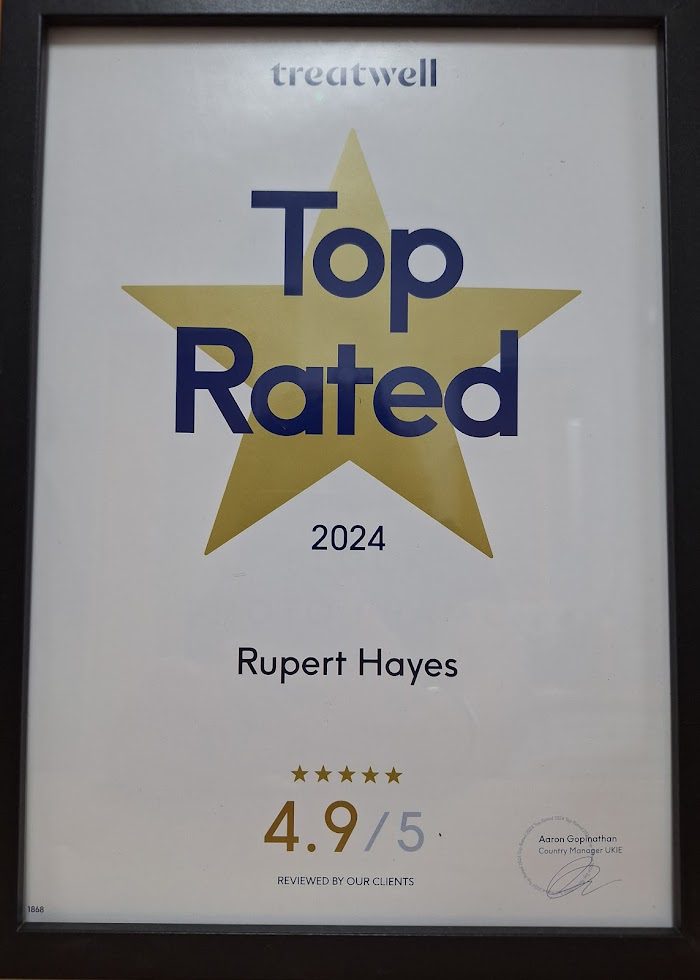 treatwell
Top
Rated
2024
Rupert Hayes
4.9/5
REVIEWED BY OUR CLIENTS
Aaron Gopinathan
Country Manager UKIE
1868